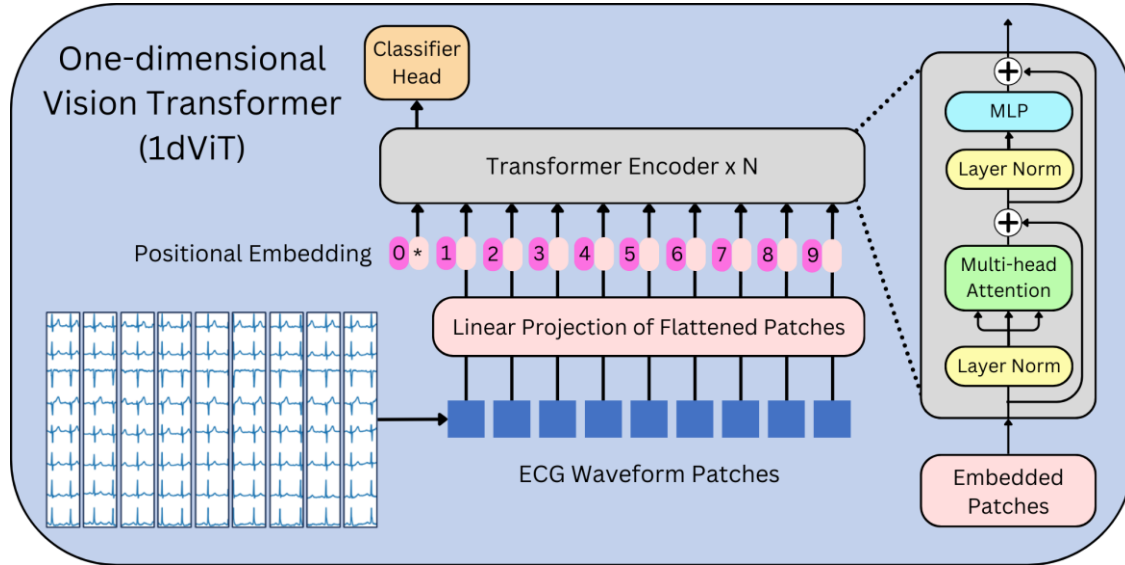 One-dimensional
Vision Transformer
(1dViT)
Classifier
Head
Transformer Encoder x N
Positional Embedding
0 * 1 2 3 4 5 6 7 8 9
Linear Projection of Flattened Patches
ECG Waveform Patches
+
MLP
Layer Norm
+
Multi-head
Attention
Layer Norm
Embedded
Patches